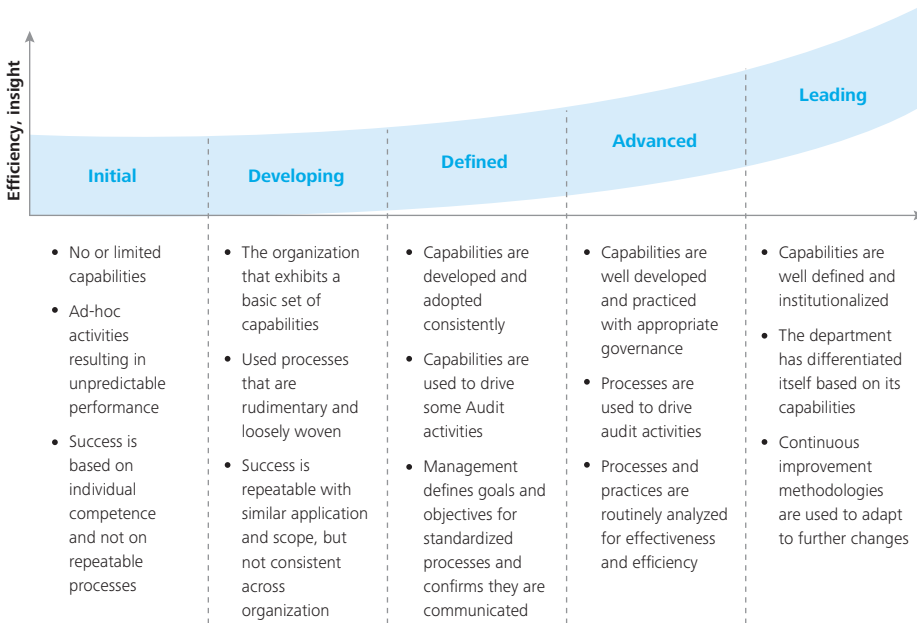 Efficiency, insight
Initial
Developing
Defined
Advanced
Leading
• No or limited
capabilities
• Ad-hoc
activities
resulting in
unpredictable
performance
• Success is
based on
individual
competence
and not on
repeatable
processes
• The organization
that exhibits a
basic set of
capabilities
• Used processes
that are
rudimentary and
loosely woven
• Success is
repeatable with
similar application
and scope, but
not consistent
across
organization
• Capabilities are
developed and
adopted
consistently
• Capabilities are
used to drive
some Audit
activities
• Management
defines goals and
objectives for
standardized
processes and
confirms they are
communicated
• Capabilities are
well developed
and practiced
with appropriate
governance
• Processes are
used to drive
audit activities
• Processes and
practices are
routinely analyzed
for effectiveness
and efficiency
• Capabilities are
well defined and
institutionalized
• The department
has differentiated
itself based on its
capabilities
• Continuous
improvement
methodologies
are used to adapt
to further changes